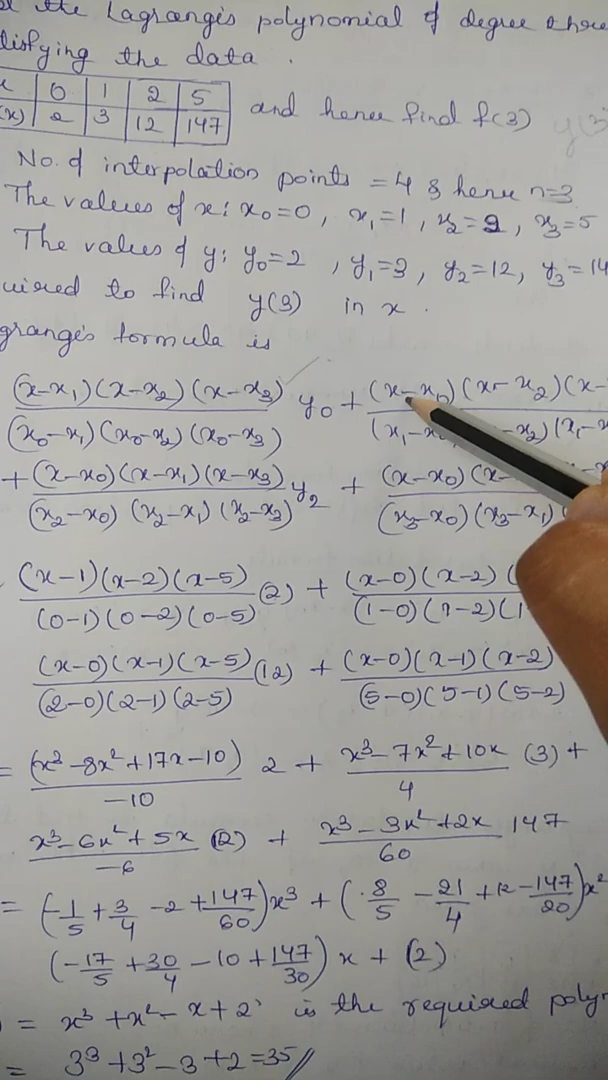 the Lagranges polynomial of degree three
tisfying the data .
x | 0 | 1 | 2 | 5
(x) | 2 | 3 | 12 | 147 and hence find f(3) y(3)
No. of interpolation points = 4 & hence n=3
The values of x: x₀=0, x₁=1, x₂=2, x₃=5
The values of y: y₀=2, y₁=3, y₂=12, y₃=14
uired to find y(3) in x.
grange's formula is
(x-x₁)(x-x₂)(x-x₃) y₀ + (x-x₀)(x-x₂)(x-
(x₀-x₁)(x₀-x₂)(x₀-x₃) (x₁-x₀ -x₂)(x₁-x
+ (x-x₀)(x-x₁)(x-x₃) y₂ + (x-x₀)(x-
(x₂-x₀)(x₂-x₁)(x₂-x₃) (x₃-x₀)(x₃-x₁)
(x-1)(x-2)(x-5) (2) + (x-0)(x-2)(
(0-1)(0-2)(0-5) (1-0)(1-2)(1
(x-0)(x-1)(x-5) (12) + (x-0)(x-1)(x-2)
(2-0)(2-1)(2-5) (5-0)(5-1)(5-2)
= (x³-8x²+17x-10) 2 + x³-7x²+10x (3) +
-10 4
x³-6x²+5x (12) + x³-3x²+2x 147
-6 60
= (-1/5 + 3/4 - 2 + 147/60) x³ + (8/5 - 21/4 + 12 - 147/20) x²
(-17/5 + 30/4 - 10 + 147/30) x + (2)
= x³+x²-x+2 is the required poly
= 3³+3²-3+2=35//